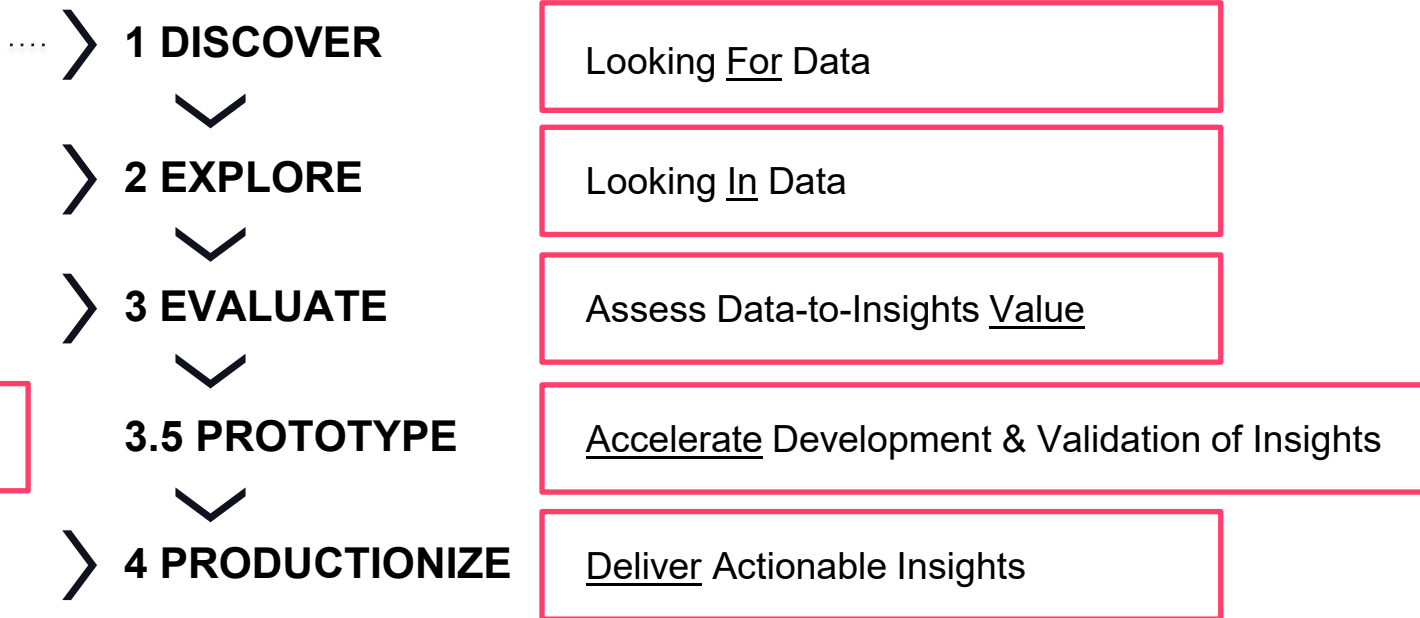 1 DISCOVER
Looking For Data
2 EXPLORE
Looking In Data
3 EVALUATE
Assess Data-to-Insights Value
3.5 PROTOTYPE
Accelerate Development & Validation of Insights
4 PRODUCTIONIZE
Deliver Actionable Insights